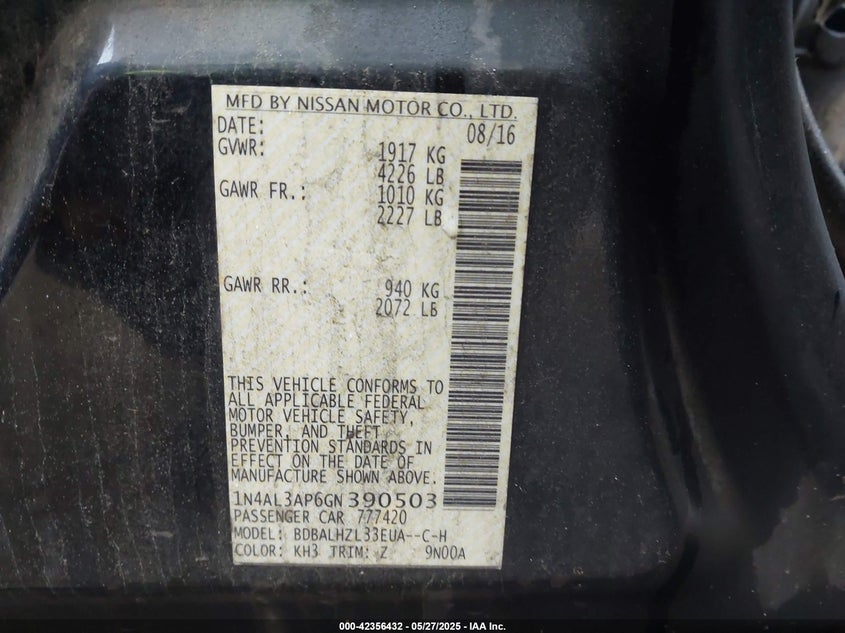 MFD BY NISSAN MOTOR CO., LTD.
DATE: 08/16
GVWR: 1917 KG
4226 LB
GAWR FR.: 1010 KG
2227 LB
GAWR RR.: 940 KG
2072 LB
THIS VEHICLE CONFORMS TO
ALL APPLICABLE FEDERAL
MOTOR VEHICLE SAFETY,
BUMPER, AND THEFT
PREVENTION STANDARDS IN
EFFECT ON THE DATE OF
MANUFACTURE SHOWN ABOVE.
1N4AL3AP6GN390503
PASSENGER CAR 777420
MODEL: BDBALHZL33EUA--C-H
COLOR: KH3 TRIM: Z 9N00A
000-42356432 - 05/27/2025 - IAA Inc.